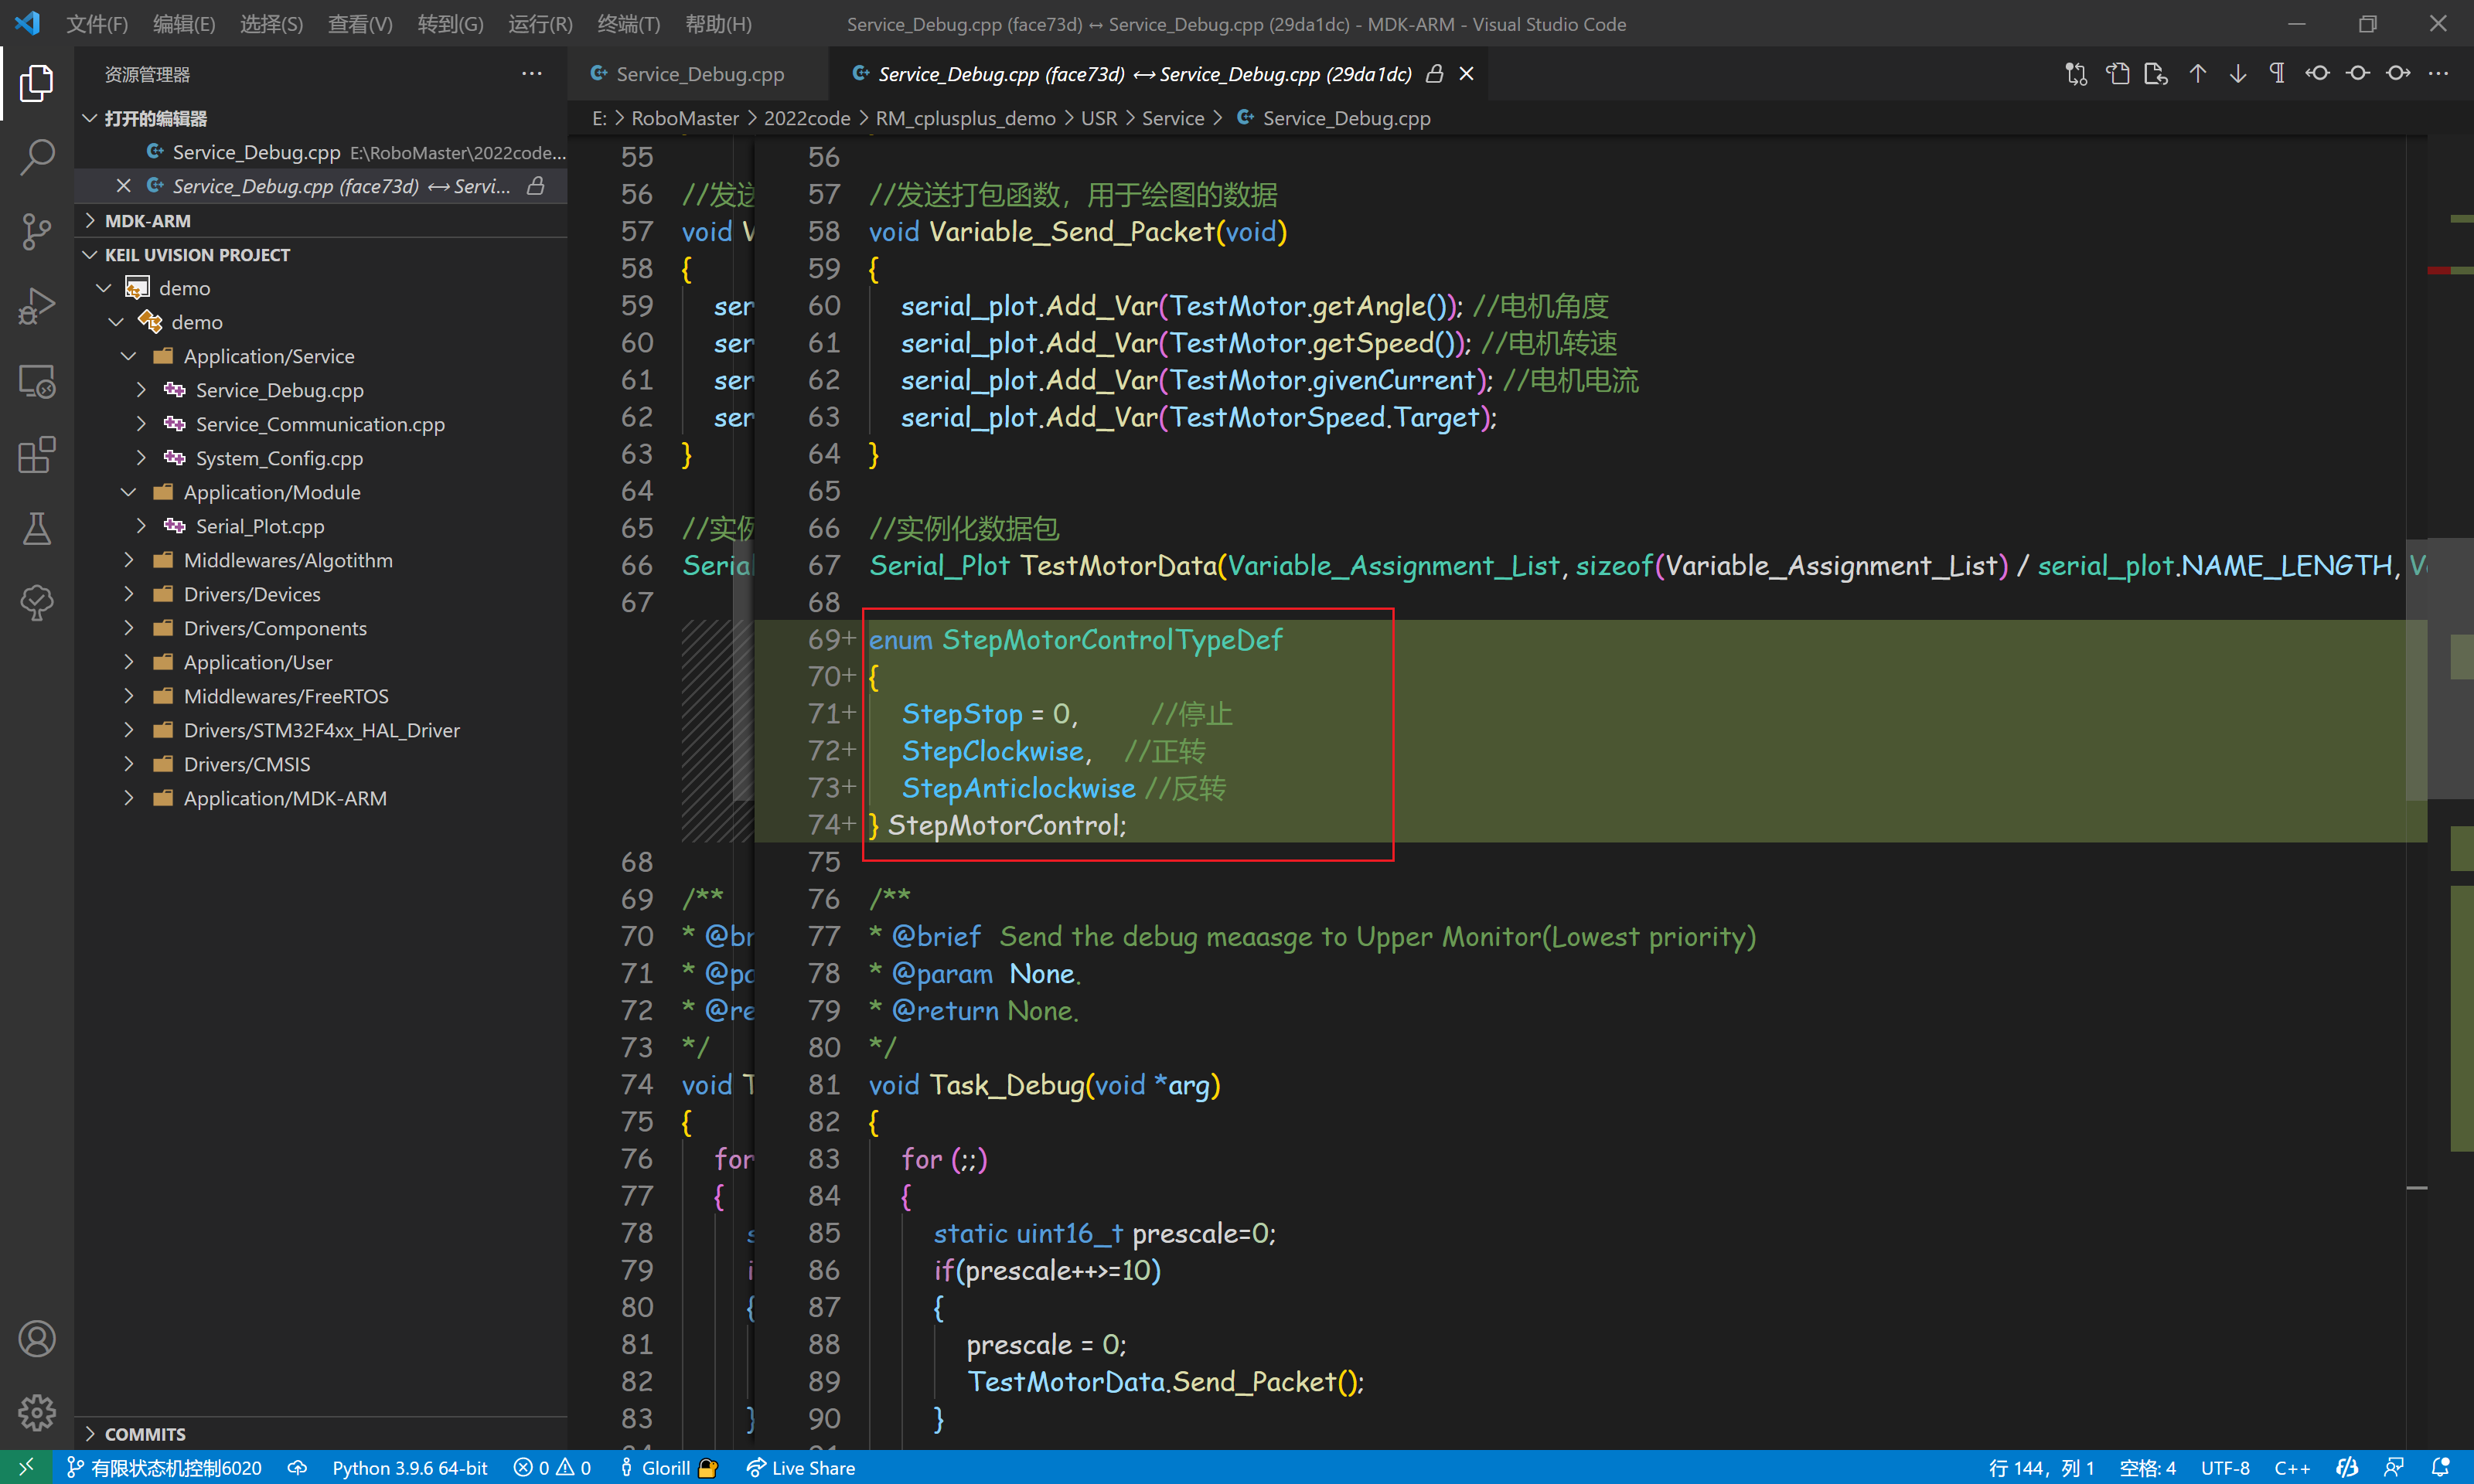 文件(F) 编辑(E) 选择(S) 查看(V) 转到(G) 运行(R) 终端(T) 帮助(H) Service_Debug.cpp (face73d) ↔ Service_Debug.cpp (29da1dc) - MDK-ARM - Visual Studio Code
资源管理器
Service_Debug.cpp
Service_Debug.cpp (face73d) ↔ Service_Debug.cpp (29da1dc)
E: > RoboMaster > 2022code > RM_cplusplus_demo > USR > Service > Service_Debug.cpp
打开的编辑器
Service_Debug.cpp E:\RoboMaster\2022code...
Service_Debug.cpp (face73d) ↔ Servi...
MDK-ARM
KEIL UVISION PROJECT
demo
demo
Application/Service
Service_Debug.cpp
Service_Communication.cpp
System_Config.cpp
Application/Module
Serial_Plot.cpp
Middlewares/Algotithm
Drivers/Devices
Drivers/Components
Application/User
Middlewares/FreeRTOS
Drivers/STM32F4xx_HAL_Driver
Drivers/CMSIS
Application/MDK-ARM
COMMITS
55
56 //发送
57 void V
58 {
59 ser
60 ser
61 ser
62 ser
63 }
64
65 //实例
66 Serial
67
68
69 /**
70 * @br
71 * @pa
72 * @re
73 */
74 void T
75 {
76 for
77 {
78 s
79 i
80 {
81
82
83 }
56
57 //发送打包函数，用于绘图的数据
58 void Variable_Send_Packet(void)
59 {
60 serial_plot.Add_Var(TestMotor.getAngle()); //电机角度
61 serial_plot.Add_Var(TestMotor.getSpeed()); //电机转速
62 serial_plot.Add_Var(TestMotor.givenCurrent); //电机电流
63 serial_plot.Add_Var(TestMotorSpeed.Target);
64 }
65
66 //实例化数据包
67 Serial_Plot TestMotorData(Variable_Assignment_List, sizeof(Variable_Assignment_List) / serial_plot.NAME_LENGTH, V
68
69+ enum StepMotorControlTypeDef
70+ {
71+ StepStop = 0, //停止
72+ StepClockwise, //正转
73+ StepAnticlockwise //反转
74+ } StepMotorControl;
75
76 /**
77 * @brief Send the debug meaasge to Upper Monitor(Lowest priority)
78 * @param None.
79 * @return None.
80 */
81 void Task_Debug(void *arg)
82 {
83 for (;;)
84 {
85 static uint16_t prescale=0;
86 if(prescale++>=10)
87 {
88 prescale = 0;
89 TestMotorData.Send_Packet();
90 }
有限状态机控制6020 Python 3.9.6 64-bit 0 0 Glorill Live Share 行 144，列 1 空格: 4 UTF-8 C++